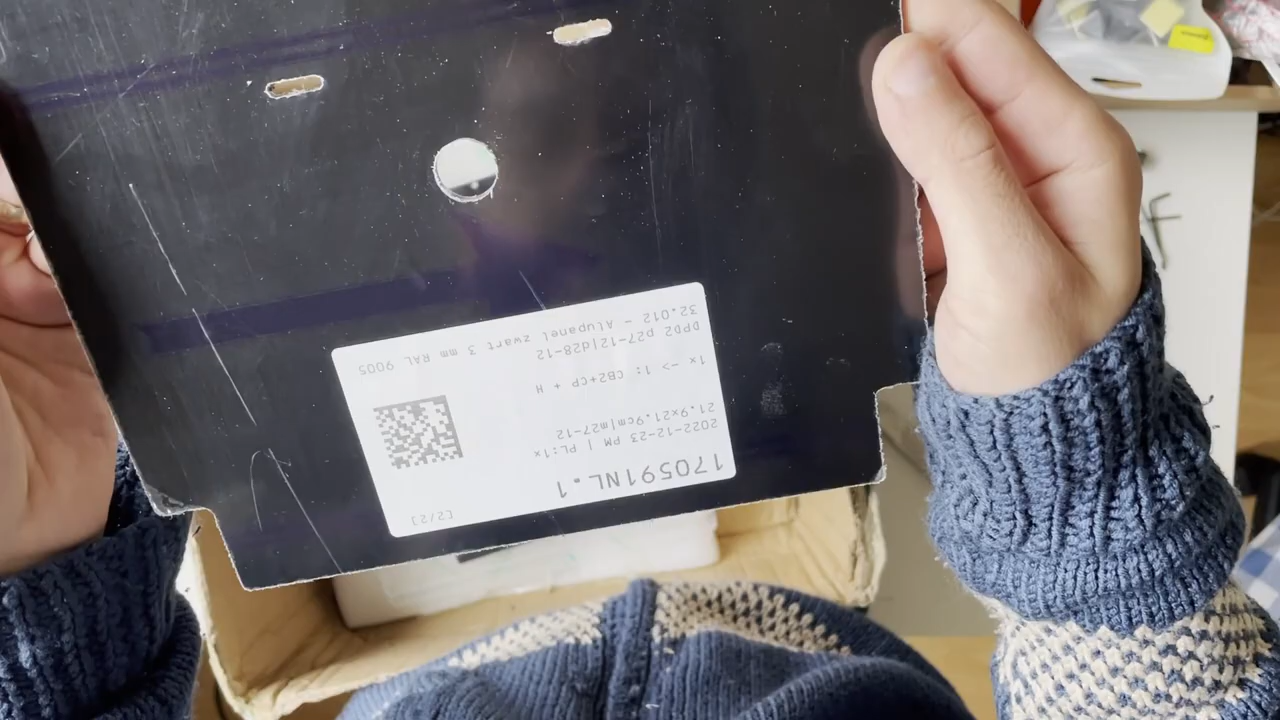 [2/2]
170591NL.1
2022-12-23 PM | PL:1x
21.9x21.9cm|m27-12
1x -> 1: CB2+CP + H
DPD2 p27-12|d28-12
32.012 - Alupanel zwart 3 mm RAL 9005